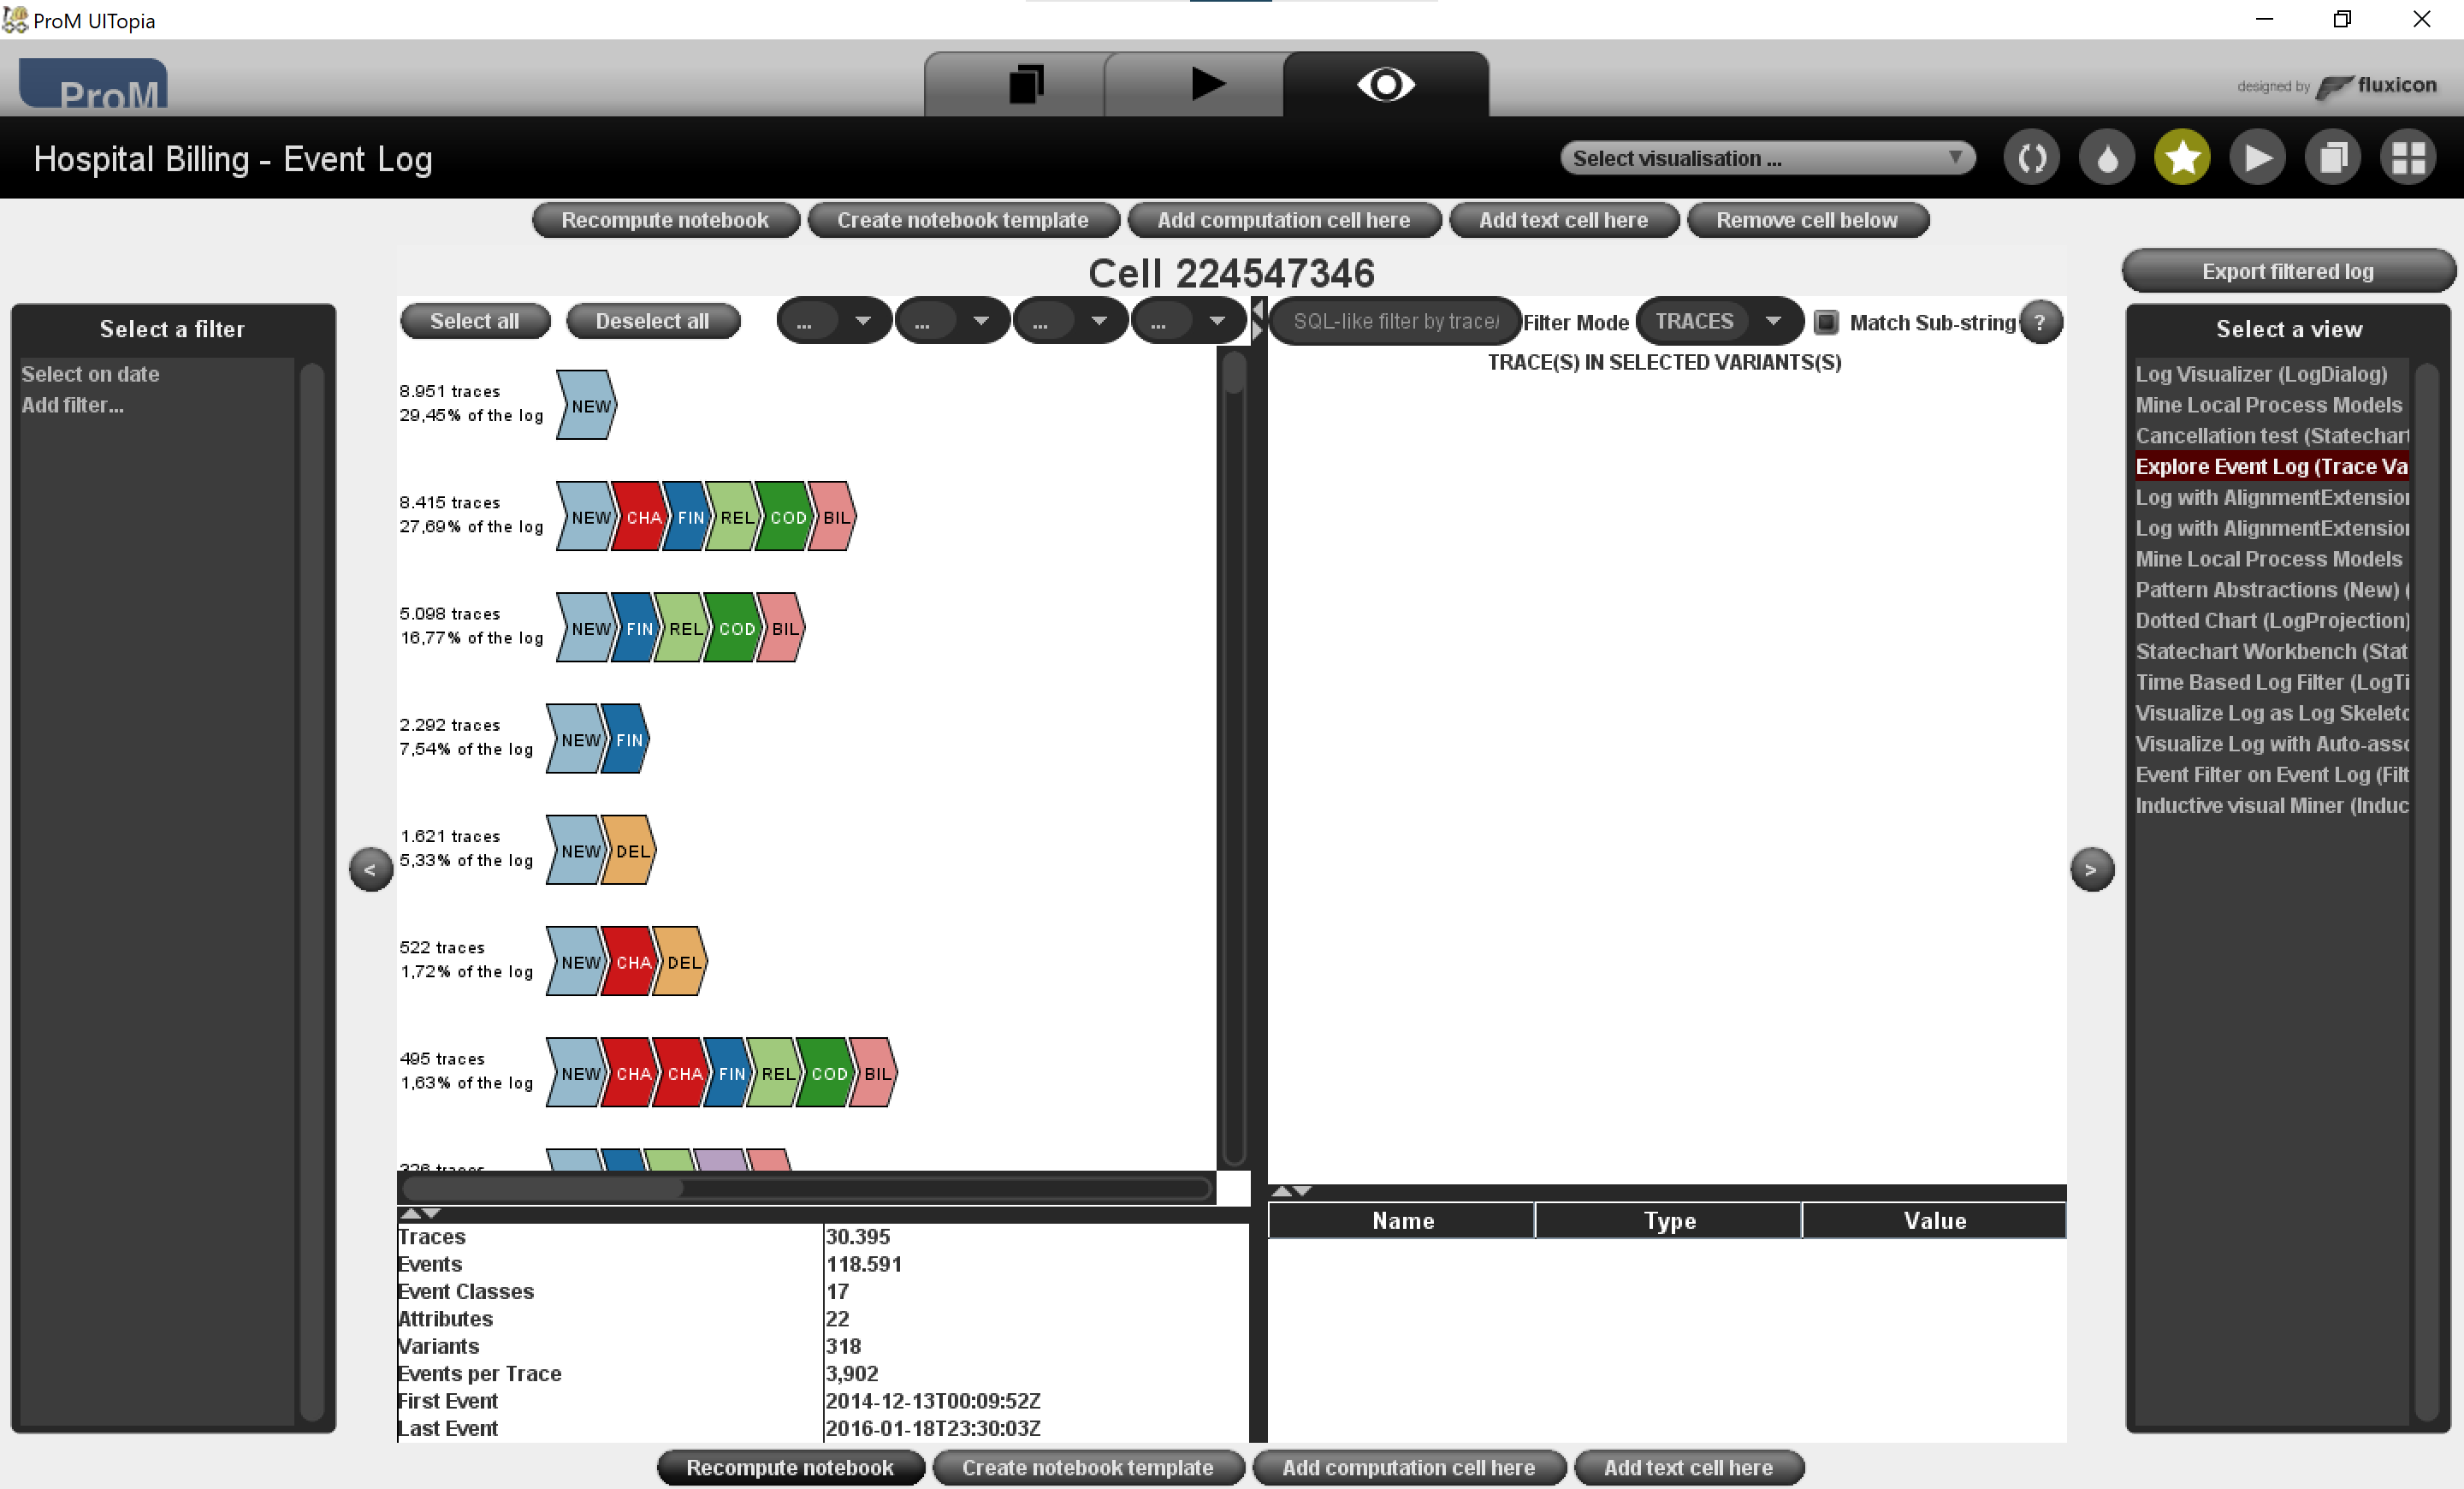 ProM UITopia
ProM
designed by fluxicon
Hospital Billing - Event Log
Select visualisation ...
Recompute notebook
Create notebook template
Add computation cell here
Add text cell here
Remove cell below
Cell 224547346
Export filtered log
Select a filter
Select on date
Add filter...
Select all
Deselect all
...
...
...
...
SQL-like filter by trace/
Filter Mode
TRACES
Match Sub-string
?
TRACE(S) IN SELECTED VARIANTS(S)
8.951 traces
29,45% of the log
NEW
8.415 traces
27,69% of the log
NEW CHA FIN REL COD BIL
5.098 traces
16,77% of the log
NEW FIN REL COD BIL
2.292 traces
7,54% of the log
NEW FIN
1.621 traces
5,33% of the log
NEW DEL
522 traces
1,72% of the log
NEW CHA DEL
495 traces
1,63% of the log
NEW CHA CHA FIN REL COD BIL
<
>
Traces 30.395
Events 118.591
Event Classes 17
Attributes 22
Variants 318
Events per Trace 3,902
First Event 2014-12-13T00:09:52Z
Last Event 2016-01-18T23:30:03Z
Name Type Value
Select a view
Log Visualizer (LogDialog)
Mine Local Process Models
Cancellation test (Statechart
Explore Event Log (Trace Va
Log with AlignmentExtension
Log with AlignmentExtension
Mine Local Process Models
Pattern Abstractions (New) (
Dotted Chart (LogProjection)
Statechart Workbench (Stat
Time Based Log Filter (LogTi
Visualize Log as Log Skeleto
Visualize Log with Auto-asso
Event Filter on Event Log (Filt
Inductive visual Miner (Induc
Recompute notebook
Create notebook template
Add computation cell here
Add text cell here